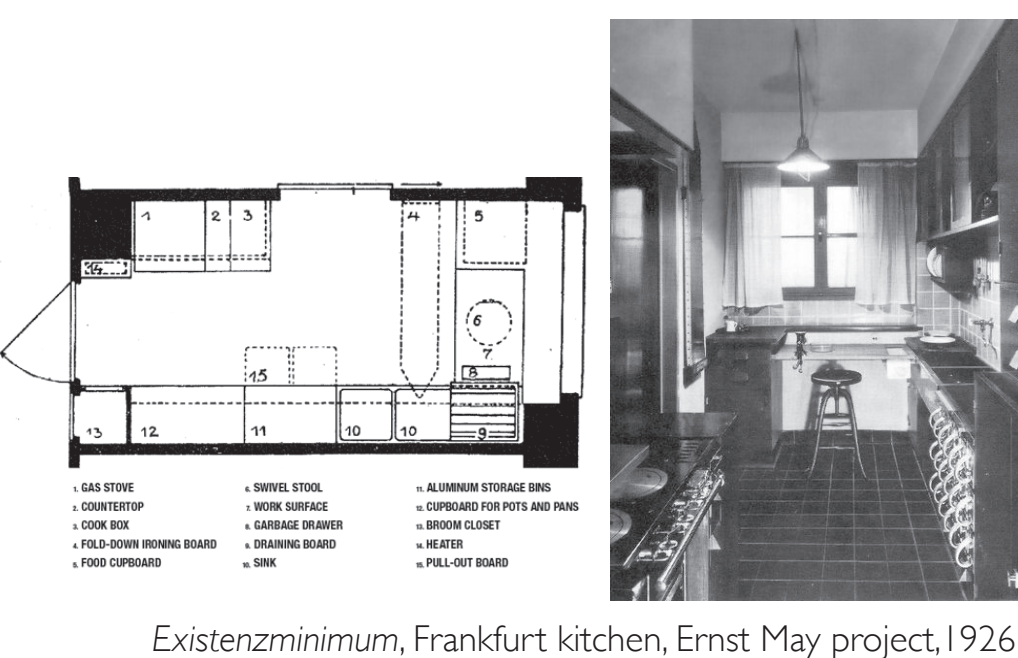 1
2
3
4
5
14
6
7
8
15
13
12
11
10
10
9
1. GAS STOVE
2. COUNTERTOP
3. COOK BOX
4. FOLD-DOWN IRONING BOARD
5. FOOD CUPBOARD
6. SWIVEL STOOL
7. WORK SURFACE
8. GARBAGE DRAWER
9. DRAINING BOARD
10. SINK
11. ALUMINUM STORAGE BINS
12. CUPBOARD FOR POTS AND PANS
13. BROOM CLOSET
14. HEATER
15. PULL-OUT BOARD
Existenzminimum, Frankfurt kitchen, Ernst May project,1926